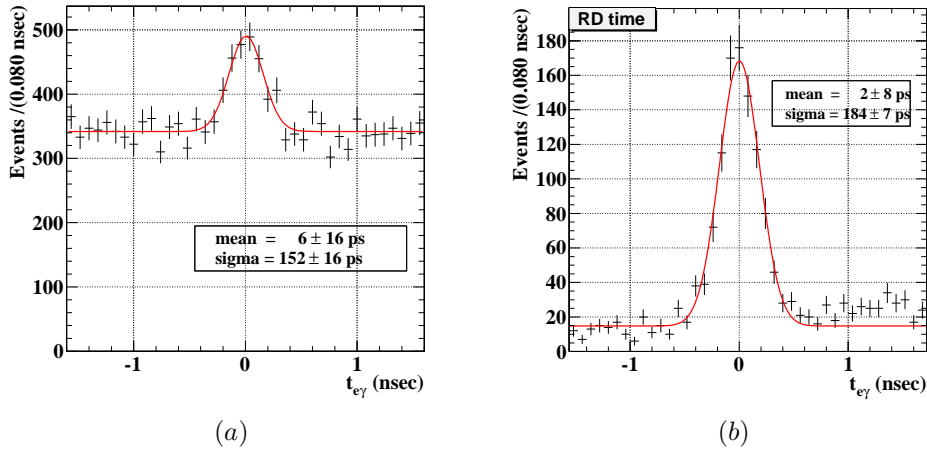 Events /(0.080 nsec)
500
400
300
200
100
0
mean = 6 ± 16 ps
sigma = 152 ± 16 ps
-1 0 1
t_eγ (nsec)
(a)
RD time
Events /(0.080 nsec)
180
160
140
120
100
80
60
40
20
0
mean = 2 ± 8 ps
sigma = 184 ± 7 ps
-1 0 1
t_eγ (nsec)
(b)